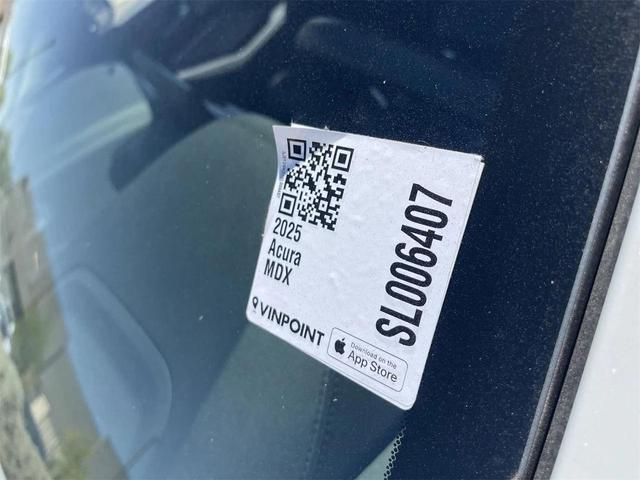 2025
Acura
MDX
SL006407
VINPOINT
Download on the
App Store